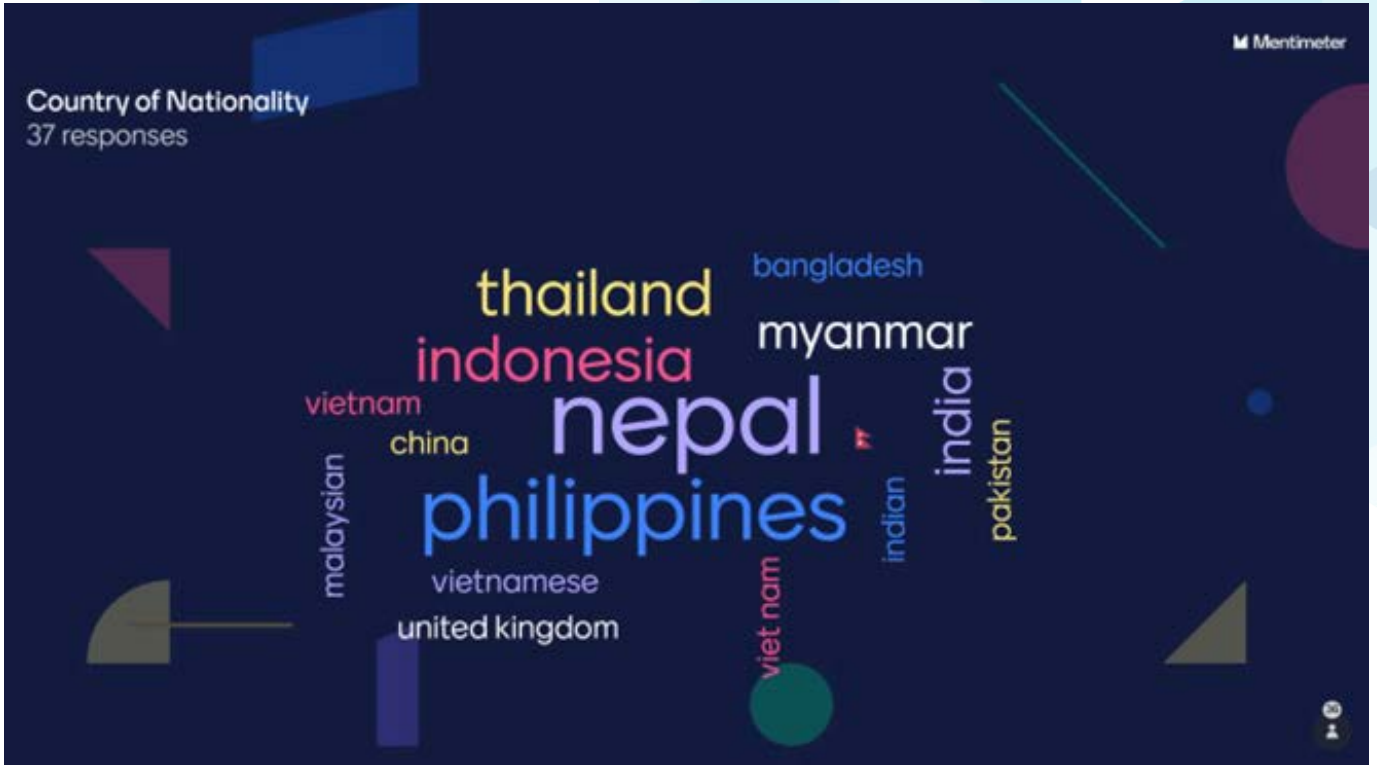 Mentimeter
Country of Nationality
37 responses
bangladesh
thailand
myanmar
indonesia
india
nepal
vietnam
pakistan
china
malaysian
philippines
indian
vietnamese
viet nam
united kingdom